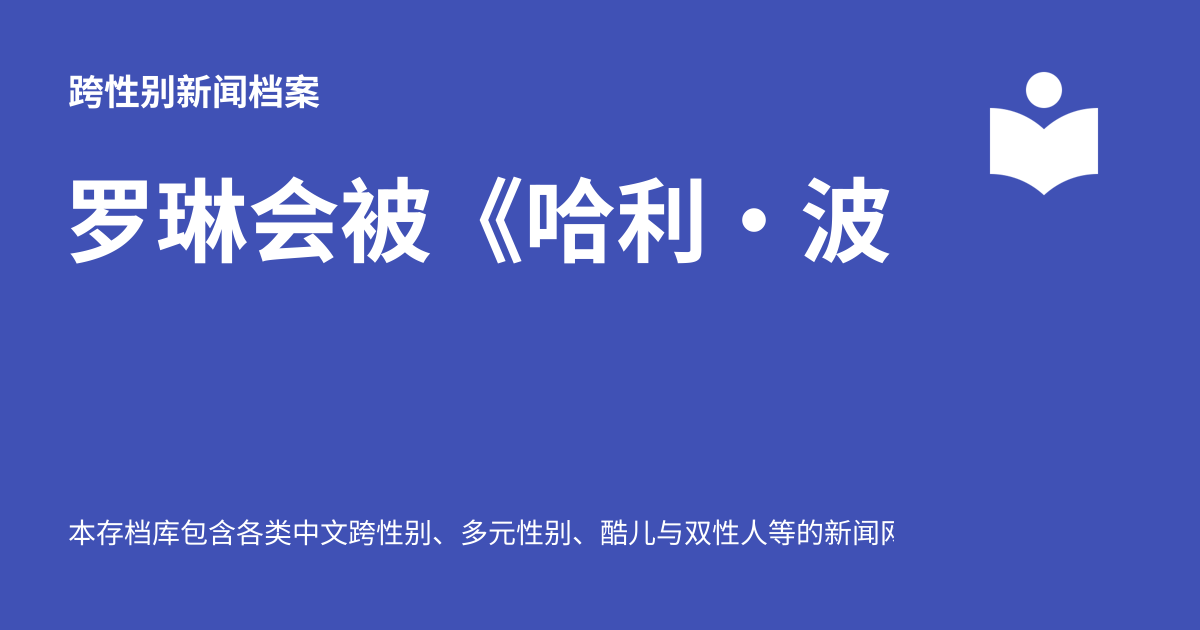 跨性别新闻档案
罗琳会被《哈利・波
本存档库包含各类中文跨性别、多元性别、酷儿与双性人等的新闻